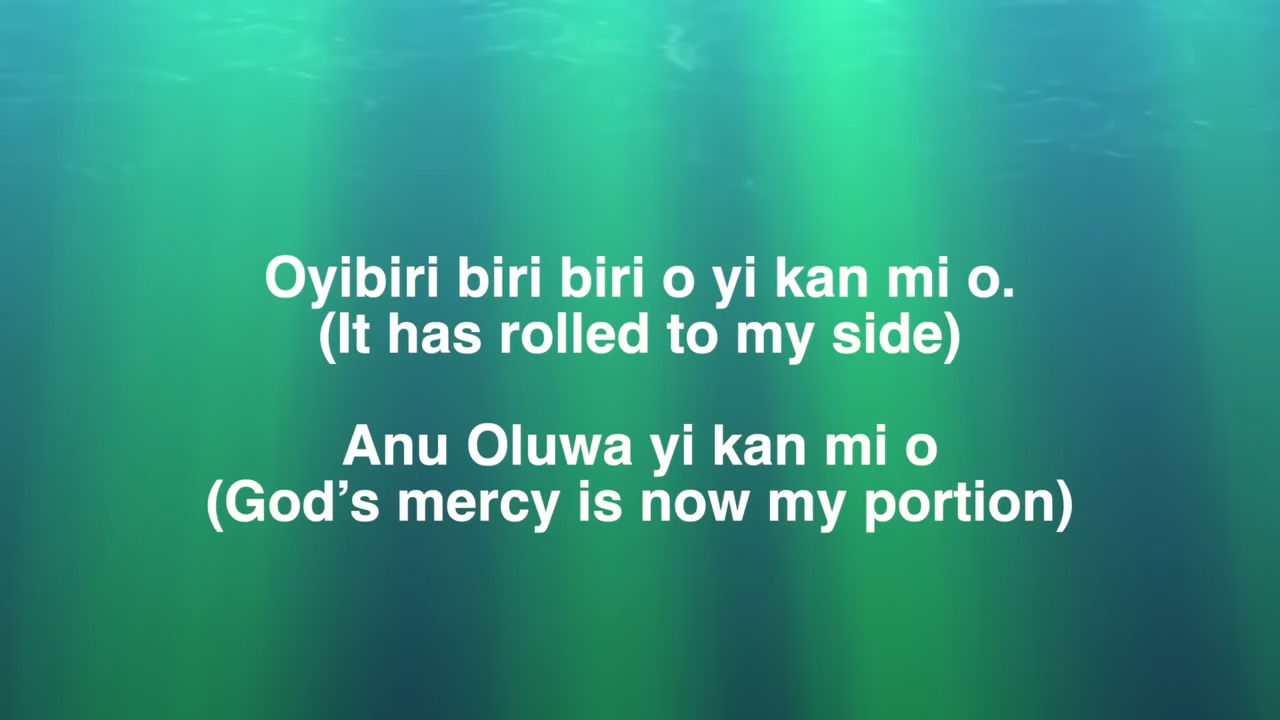 Oyibiri biri biri o yi kan mi o.
(It has rolled to my side)
Anu Oluwa yi kan mi o
(God’s mercy is now my portion)